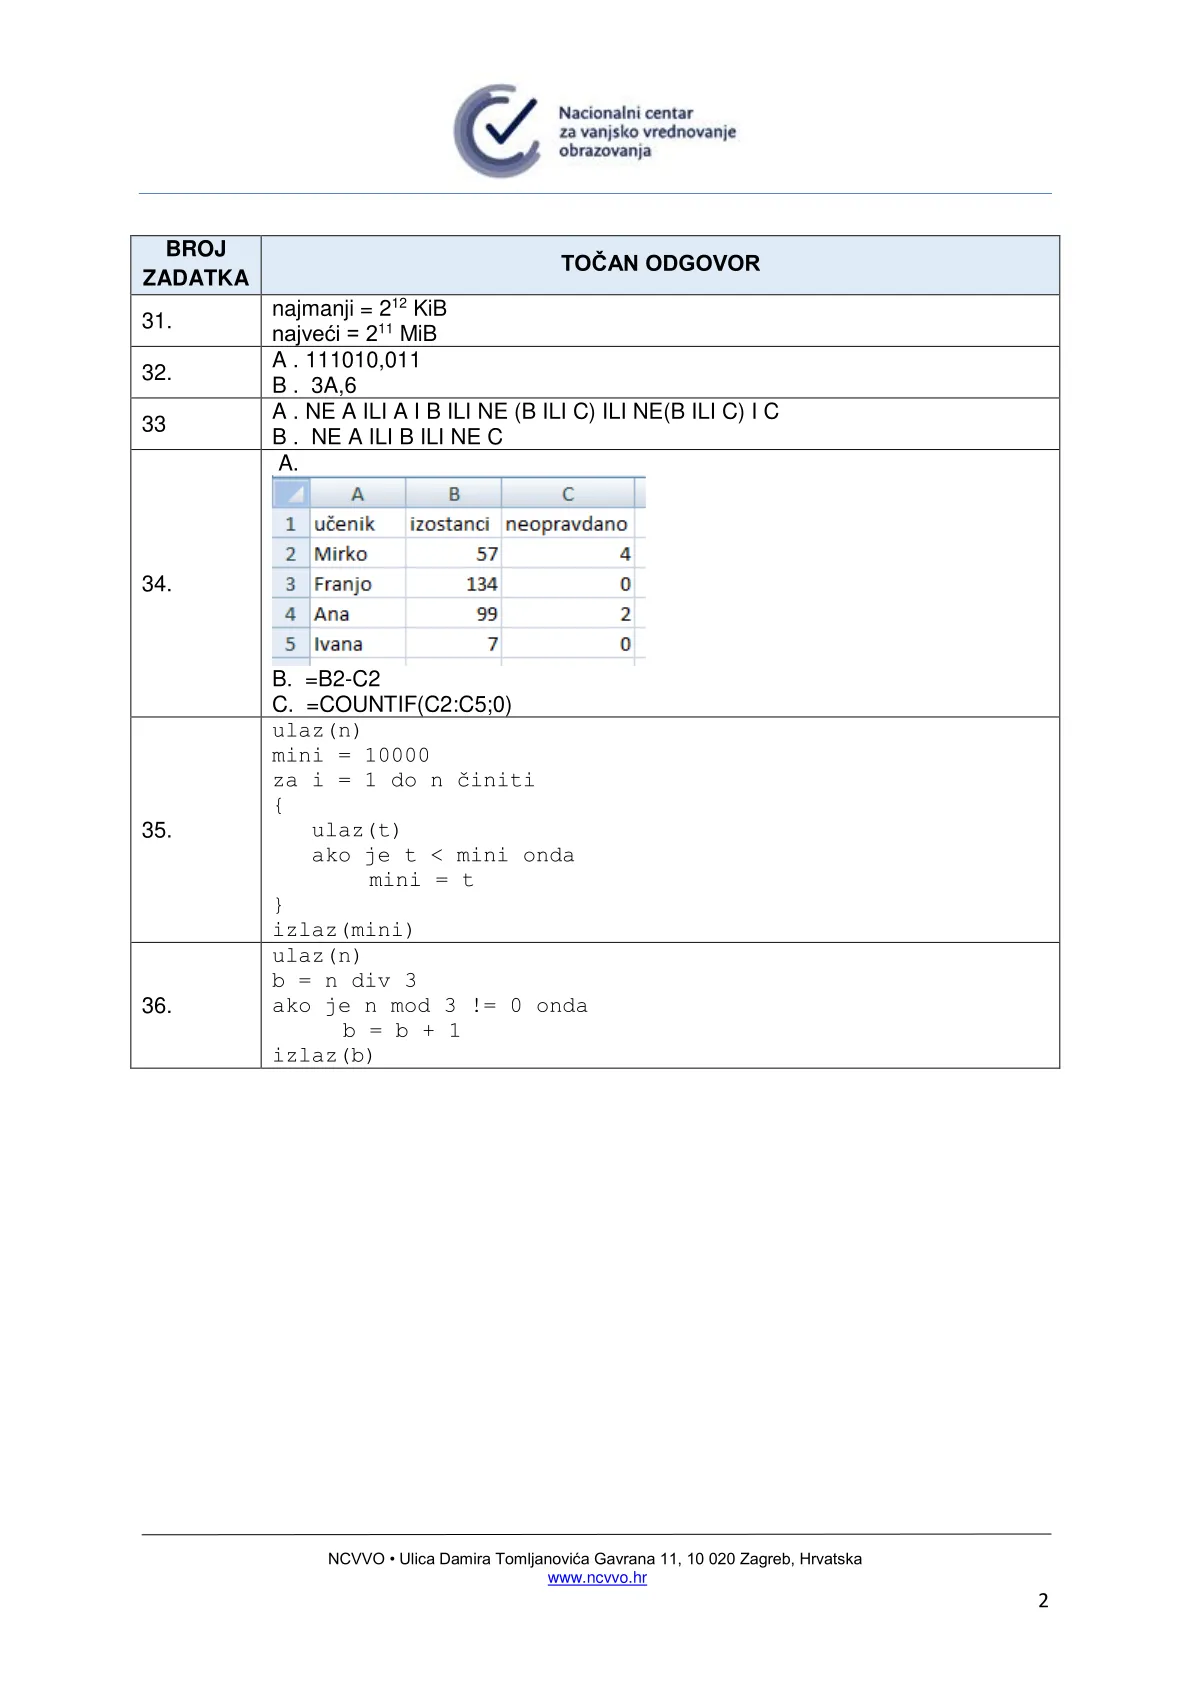 Nacionalni centar
za vanjsko vrednovanje
obrazovanja
BROJ
ZADATKA
TOČAN ODGOVOR
31.
najmanji = 2¹² KiB
najveći = 2¹¹ MiB
32.
A . 111010,011
B .  3A,6
33
A . NE A ILI A I B ILI NE (B ILI C) ILI NE(B ILI C) I C
B .  NE A ILI B ILI NE C
34.
A.
A B C
1 učenik izostanci neopravdano
2 Mirko 57 4
3 Franjo 134 0
4 Ana 99 2
5 Ivana 7 0
B.  =B2-C2
C.  =COUNTIF(C2:C5;0)
35.
ulaz(n)
mini = 10000
za i = 1 do n činiti
{
ulaz(t)
ako je t < mini onda
mini = t
}
izlaz(mini)
36.
ulaz(n)
b = n div 3
ako je n mod 3 != 0 onda
b = b + 1
izlaz(b)
NCVVO • Ulica Damira Tomljanovića Gavrana 11, 10 020 Zagreb, Hrvatska
www.ncvvo.hr
2